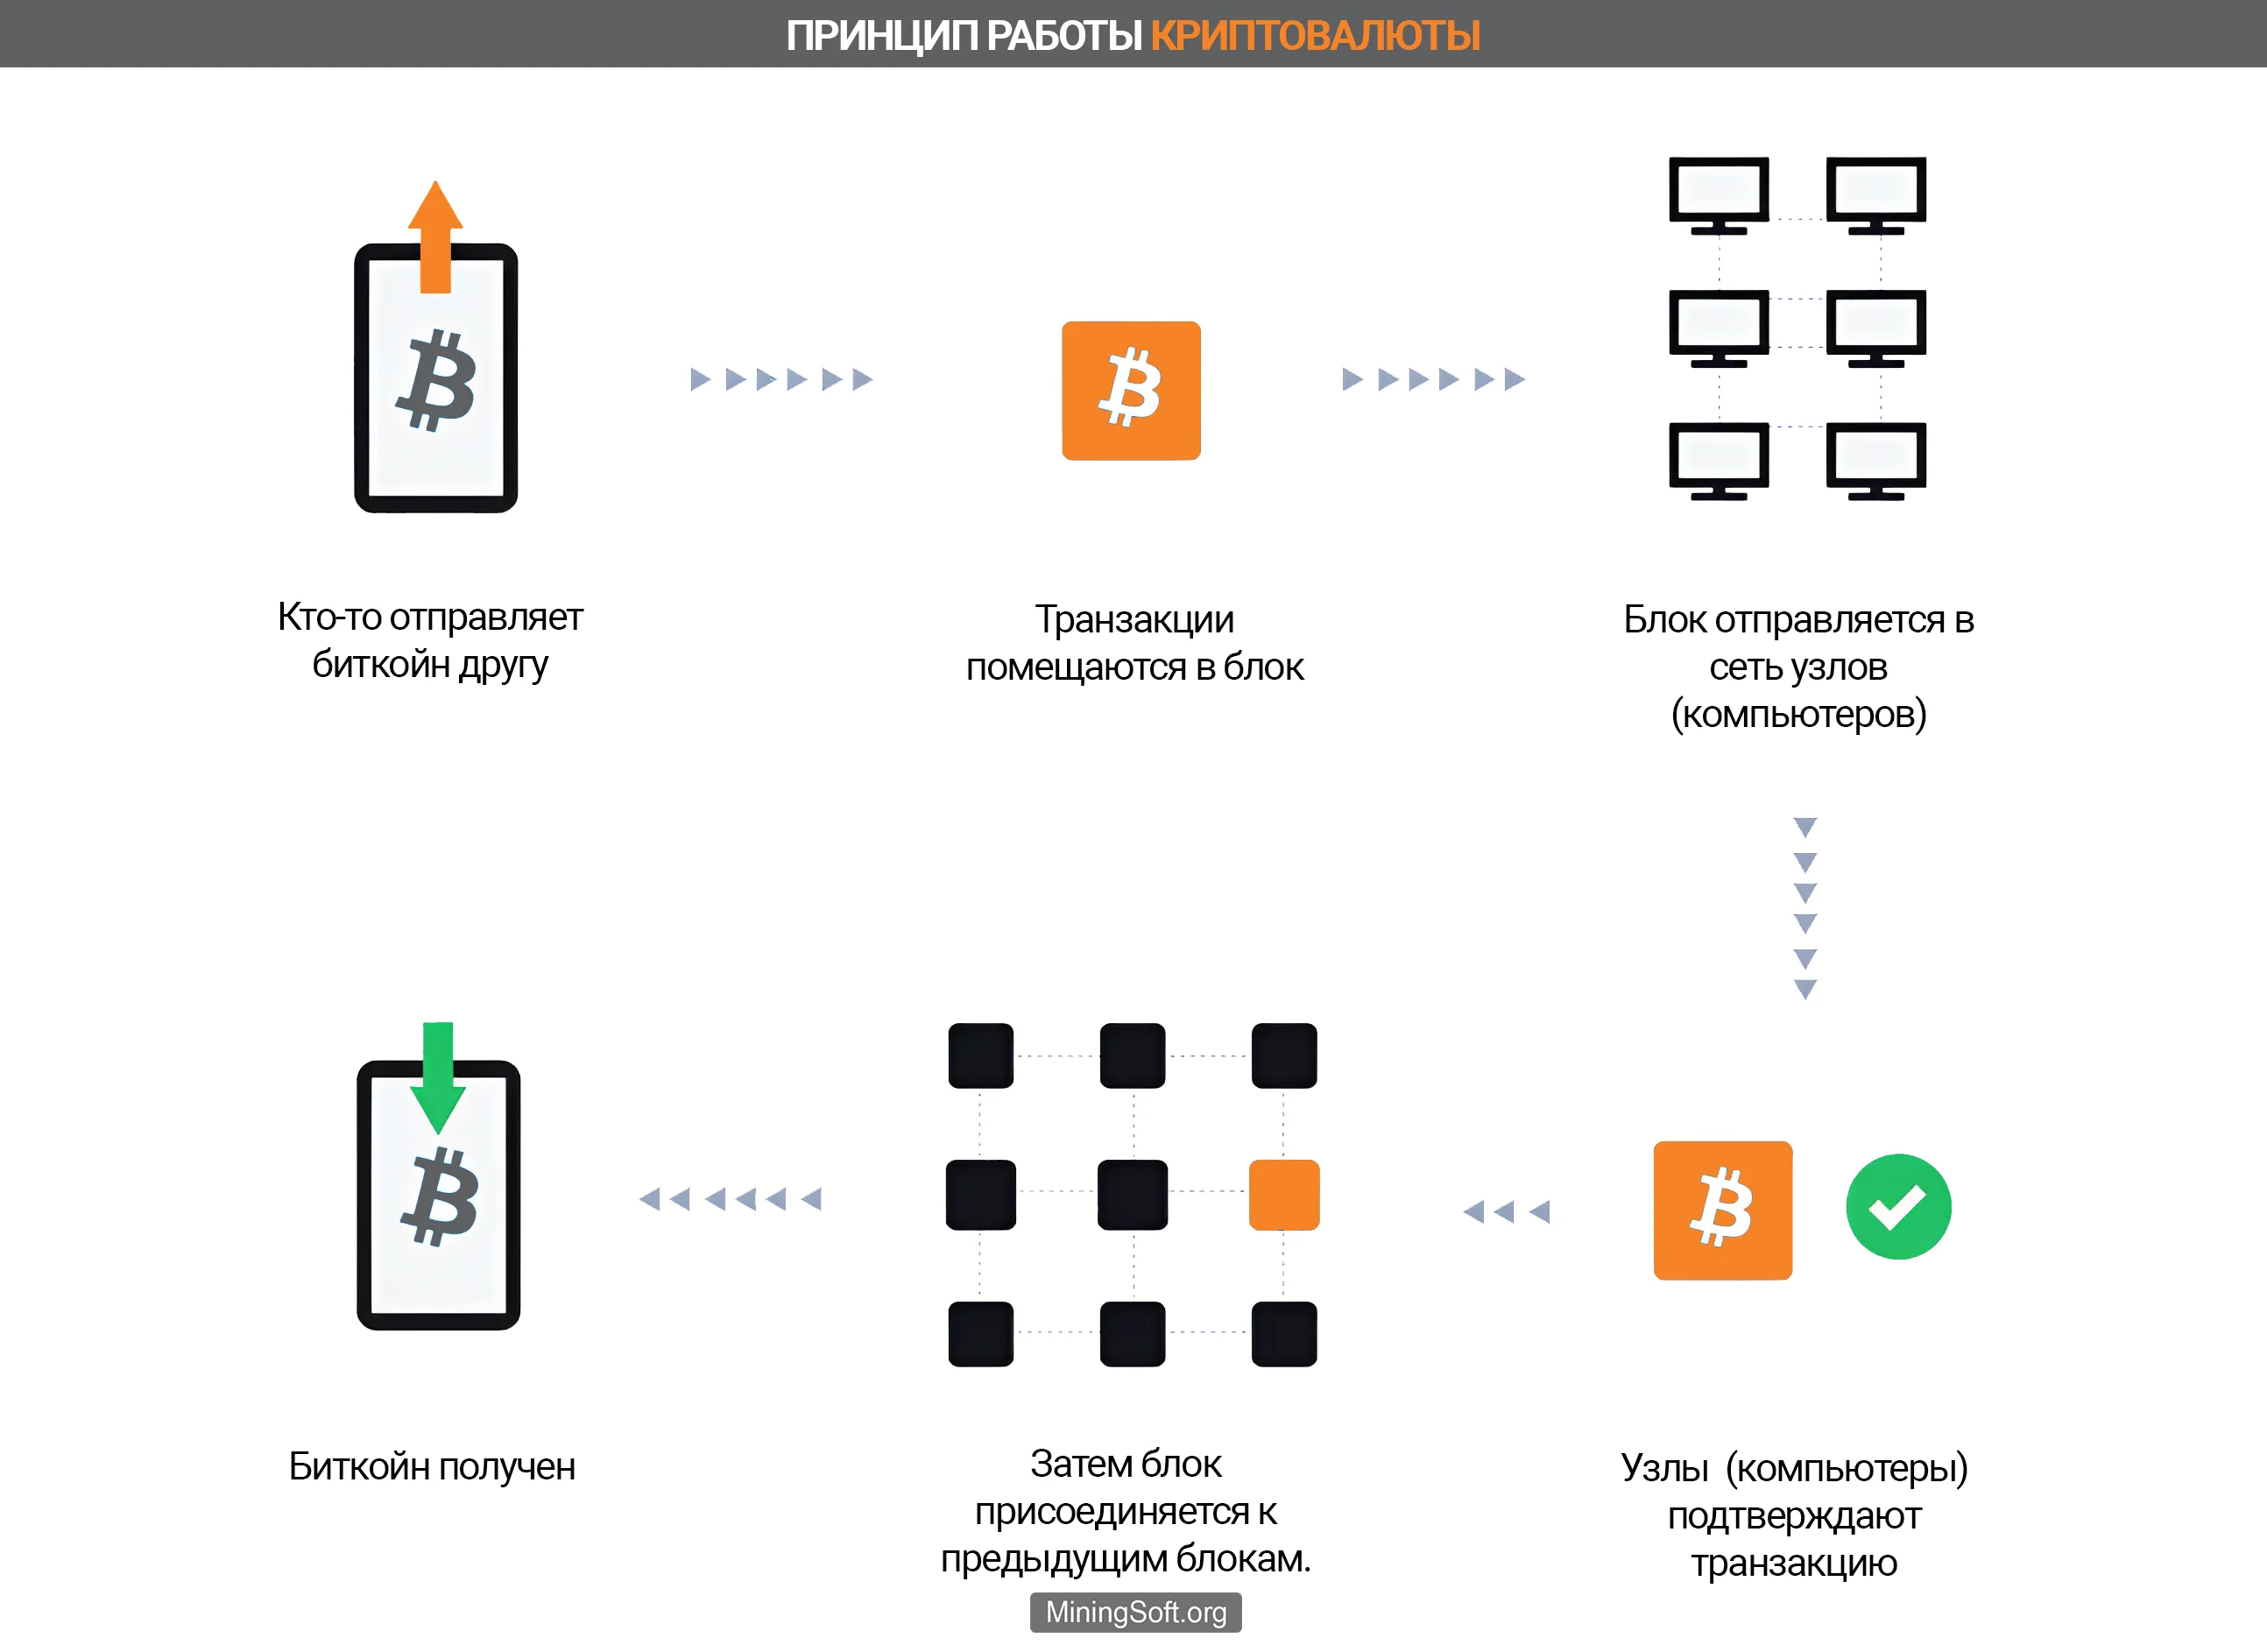 ПРИНЦИП РАБОТЫ КРИПТОВАЛЮТЫ
Кто-то отправляет
биткойн другу
Транзакции
помещаются в блок
Блок отправляется в
сеть узлов
(компьютеров)
Биткойн получен
Затем блок
присоединяется к
предыдущим блокам.
Узлы (компьютеры)
подтверждают
транзакцию
MiningSoft.org